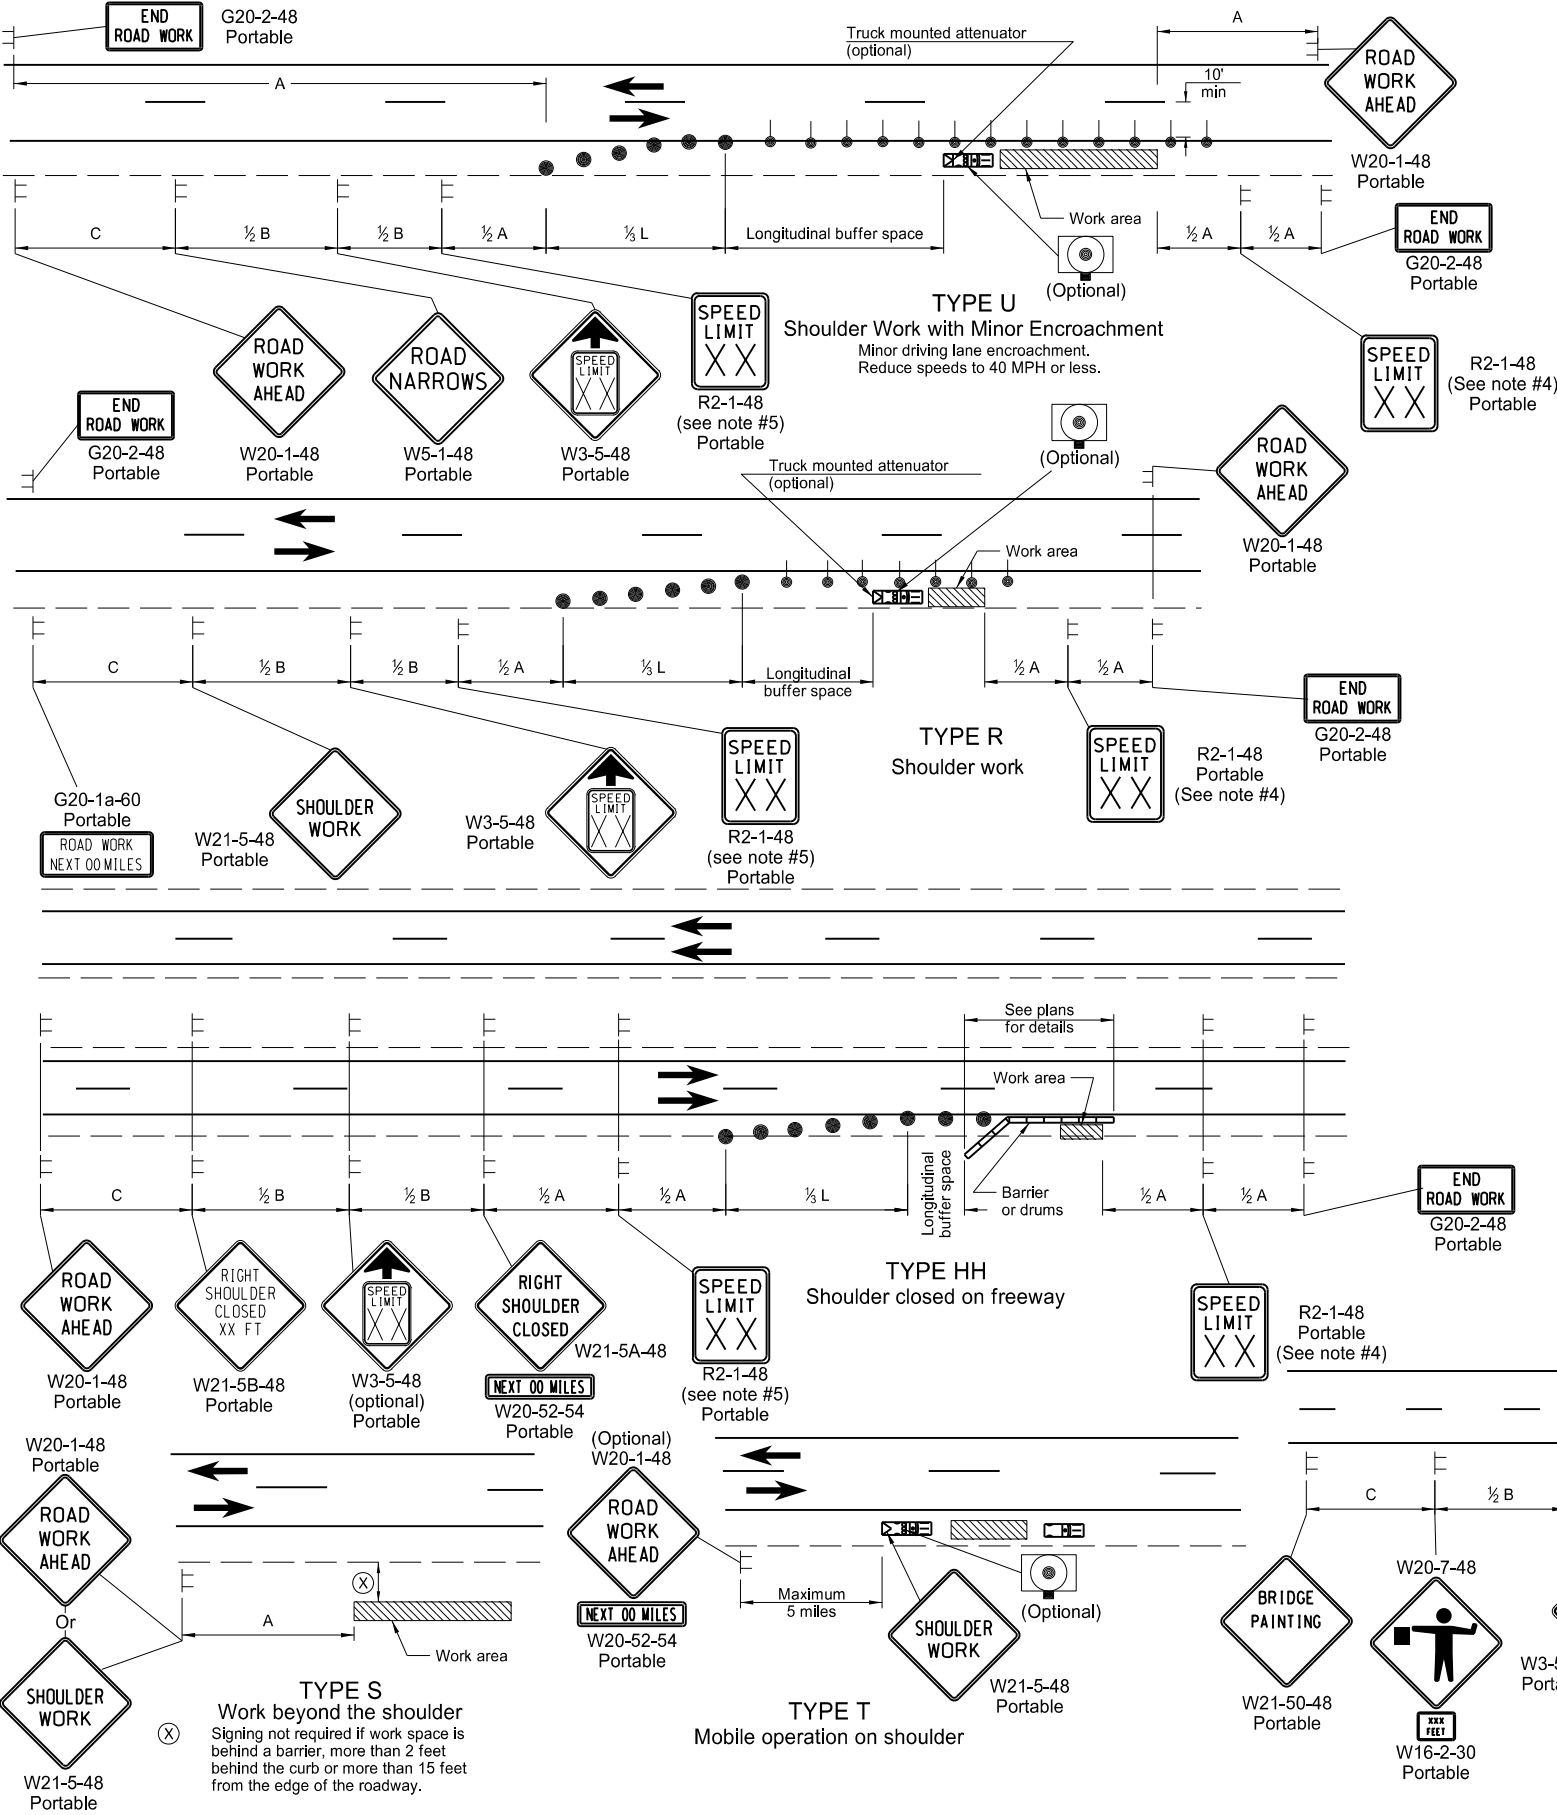 END
ROAD WORK
G20-2-48
Portable
A
Truck mounted attenuator
(optional)
A
10'
min
ROAD
WORK
AHEAD
W20-1-48
Portable
Work area
C
½ B
½ B
½ A
⅓ L
Longitudinal buffer space
½ A
½ A
END
ROAD WORK
G20-2-48
Portable
(Optional)
TYPE U
Shoulder Work with Minor Encroachment
Minor driving lane encroachment.
Reduce speeds to 40 MPH or less.
ROAD
WORK
AHEAD
W20-1-48
Portable
ROAD
NARROWS
W5-1-48
Portable
SPEED
LIMIT
XX
W3-5-48
Portable
SPEED
LIMIT
XX
R2-1-48
(see note #5)
Portable
SPEED
LIMIT
XX
R2-1-48
(See note #4)
Portable
END
ROAD WORK
G20-2-48
Portable
Truck mounted attenuator
(optional)
(Optional)
ROAD
WORK
AHEAD
W20-1-48
Portable
Work area
C
½ B
½ B
½ A
⅓ L
Longitudinal
buffer space
½ A
½ A
END
ROAD WORK
G20-2-48
Portable
TYPE R
Shoulder work
G20-1a-60
Portable
ROAD WORK
NEXT 00 MILES
SHOULDER
WORK
W21-5-48
Portable
SPEED
LIMIT
XX
W3-5-48
Portable
SPEED
LIMIT
XX
R2-1-48
(see note #5)
Portable
SPEED
LIMIT
XX
R2-1-48
Portable
(See note #4)
See plans
for details
Work area
C
½ B
½ B
½ A
½ A
⅓ L
Longitudinal
buffer space
Barrier
or drums
½ A
½ A
END
ROAD WORK
G20-2-48
Portable
TYPE HH
Shoulder closed on freeway
ROAD
WORK
AHEAD
W20-1-48
Portable
RIGHT
SHOULDER
CLOSED
XX FT
W21-5B-48
Portable
SPEED
LIMIT
XX
W3-5-48
(optional)
Portable
RIGHT
SHOULDER
CLOSED
W21-5A-48
NEXT 00 MILES
W20-52-54
Portable
SPEED
LIMIT
XX
R2-1-48
(see note #5)
Portable
SPEED
LIMIT
XX
R2-1-48
Portable
(See note #4)
W20-1-48
Portable
ROAD
WORK
AHEAD
Or
SHOULDER
WORK
W21-5-48
Portable
X
A
Work area
TYPE S
Work beyond the shoulder
X
Signing not required if work space is
behind a barrier, more than 2 feet
behind the curb or more than 15 feet
from the edge of the roadway.
(Optional)
W20-1-48
ROAD
WORK
AHEAD
NEXT 00 MILES
W20-52-54
Portable
Maximum
5 miles
SHOULDER
WORK
W21-5-48
Portable
(Optional)
TYPE T
Mobile operation on shoulder
C
½ B
BRIDGE
PAINTING
W21-50-48
Portable
W20-7-48
XXX
FEET
W16-2-30
Portable